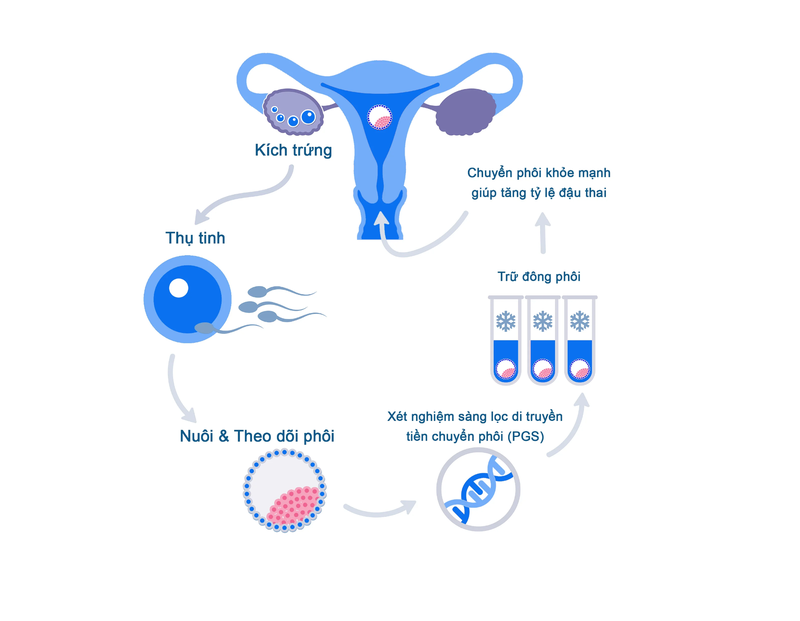 Kích trứng
Thụ tinh
Nuôi & Theo dõi phôi
Xét nghiệm sàng lọc di truyền
tiền chuyển phôi (PGS)
Trữ đông phôi
Chuyển phôi khỏe mạnh
giúp tăng tỷ lệ đậu thai